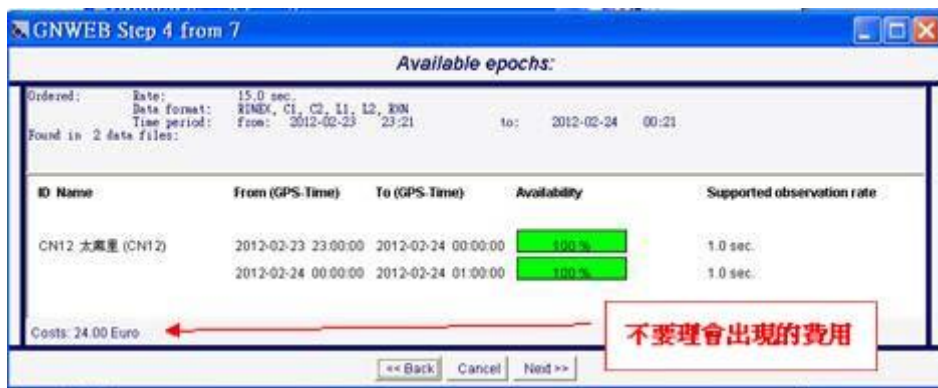 GNWEB Step 4 from 7
Available epochs:
Ordered: Rate: 15.0 sec.
Data format: RINEX, C1, C2, L1, L2, RXN
Time period: from: 2012-02-23 23:21 to: 2012-02-24 00:21
Found in 2 data files:
ID Name From (GPS-Time) To (GPS-Time) Availability Supported observation rate
CN12 太麻里 (CN12) 2012-02-23 23:00:00 2012-02-24 00:00:00 100 % 1.0 sec.
2012-02-24 00:00:00 2012-02-24 01:00:00 100 % 1.0 sec.
Costs: 24.00 Euro
不要理會出現的費用
<< Back Cancel Next >>